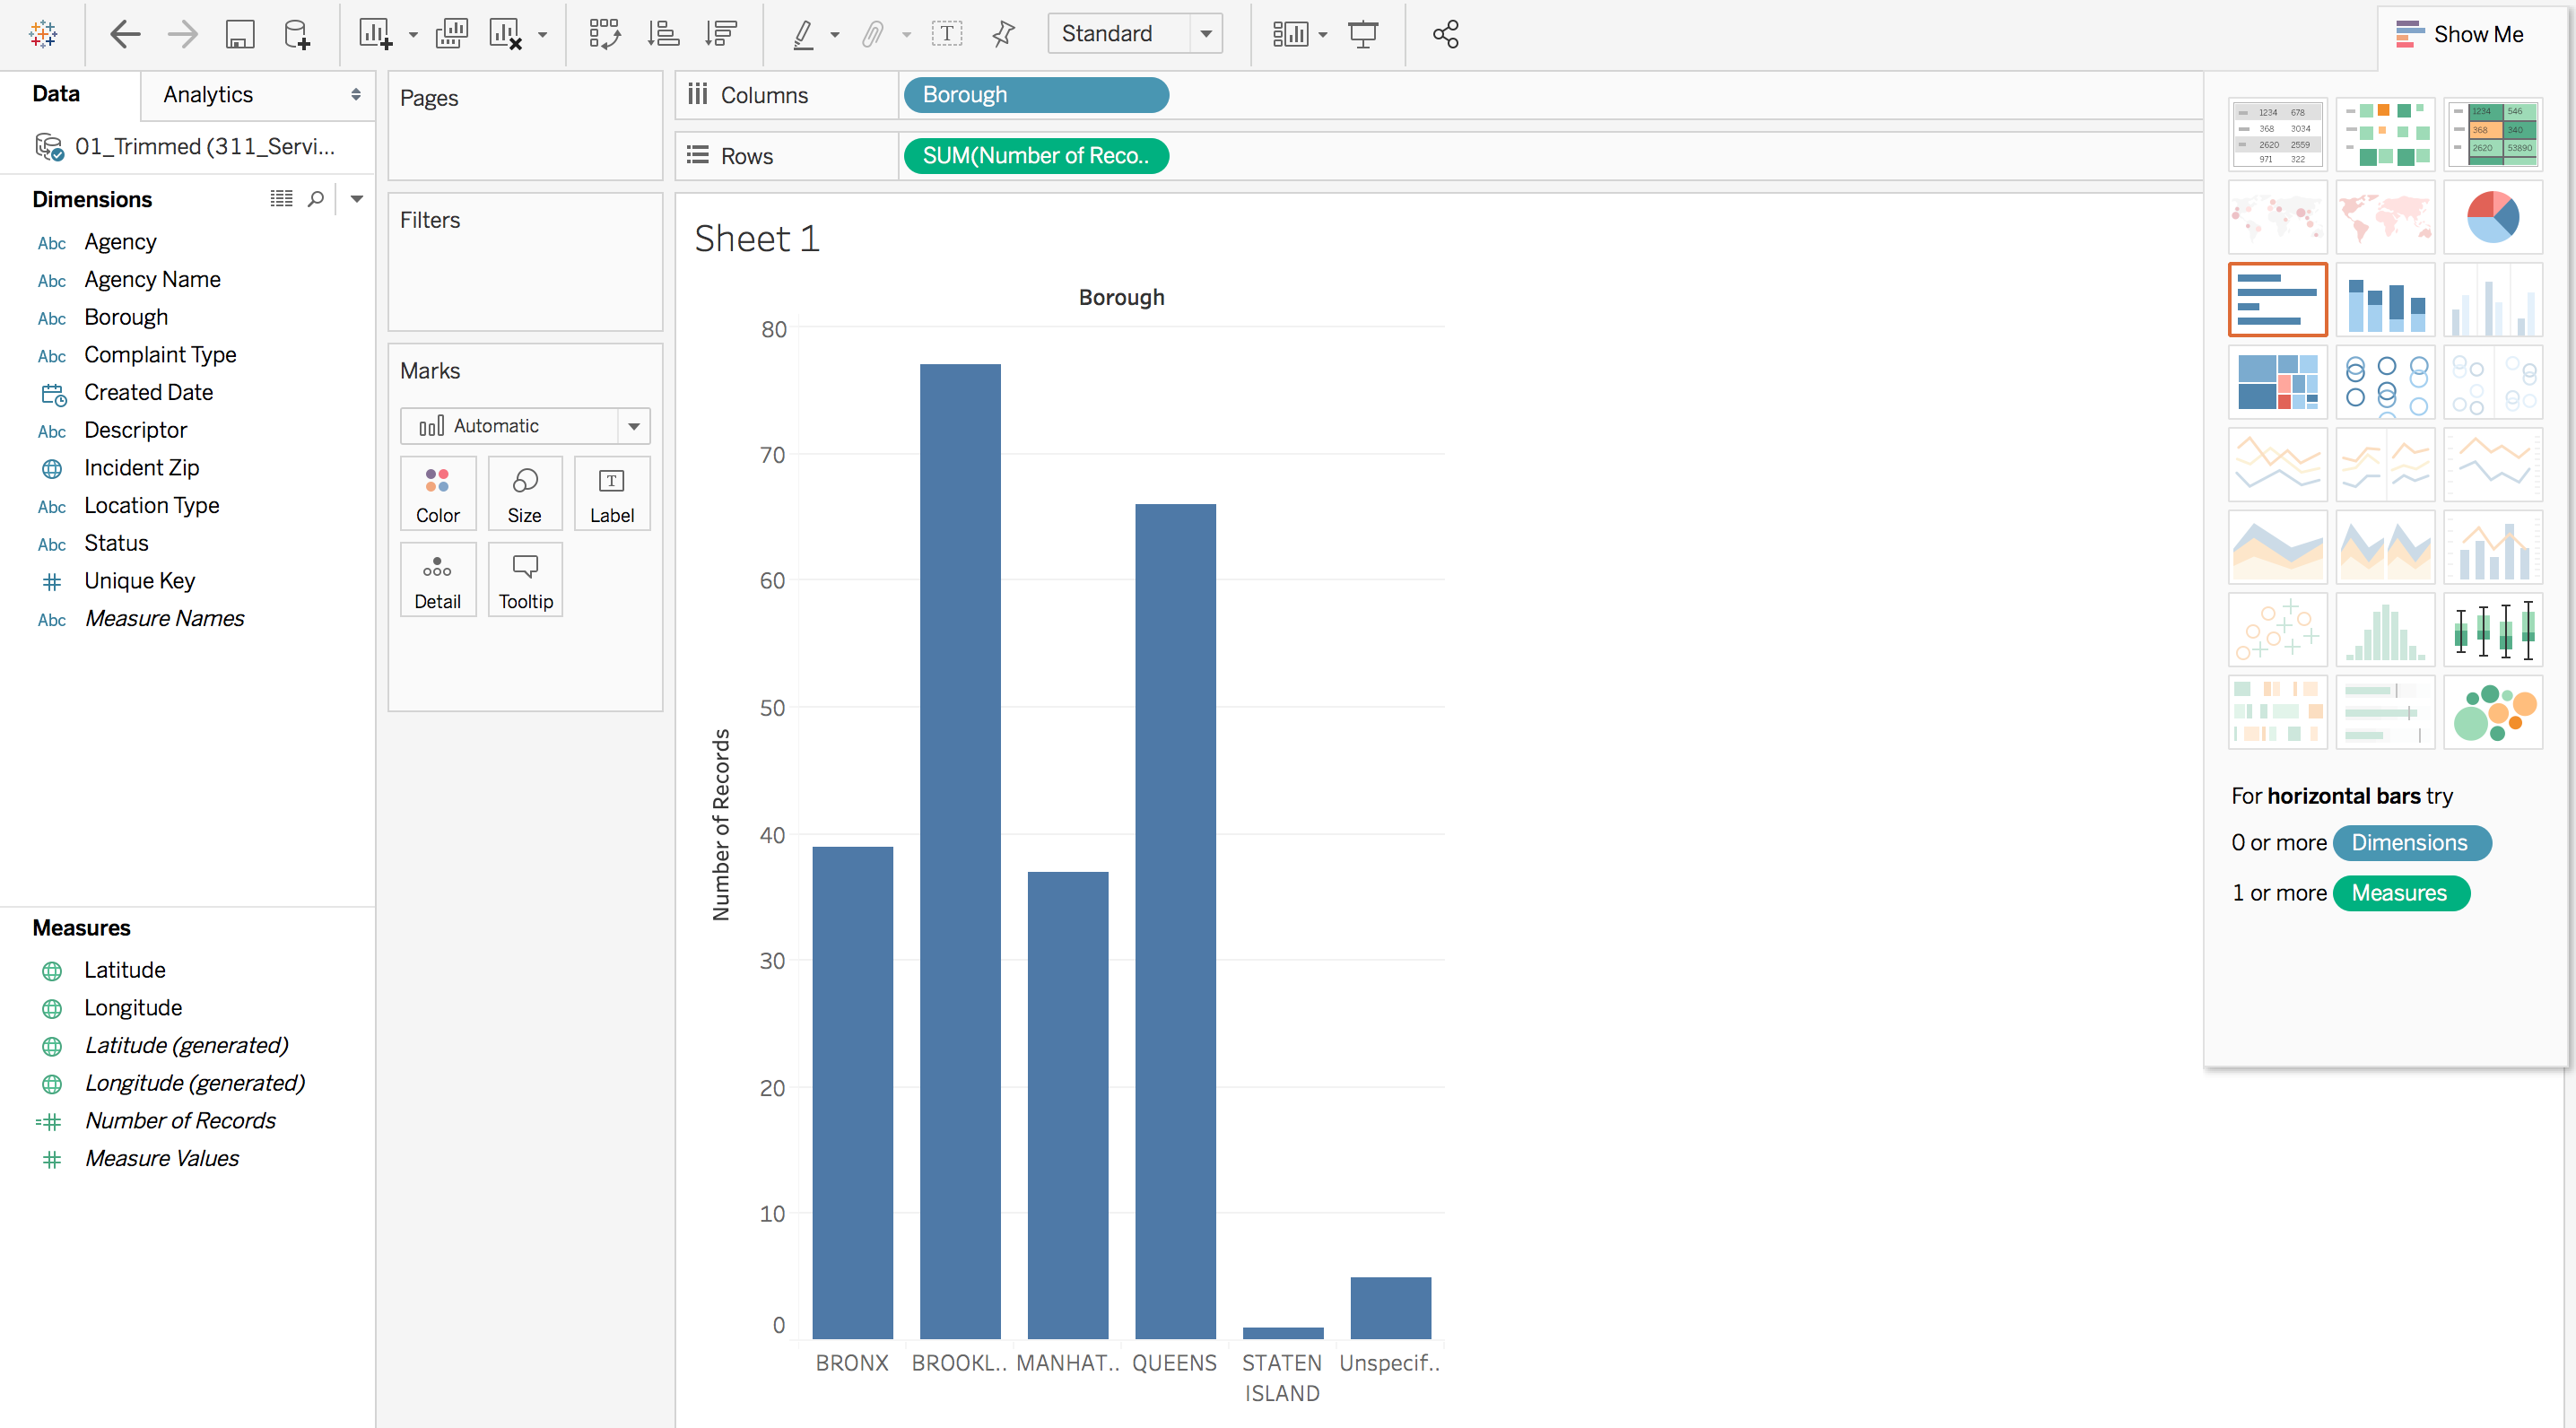 Standard
Show Me
Data
Analytics
01_Trimmed (311_Servi...
Dimensions
Abc Agency
Abc Agency Name
Abc Borough
Abc Complaint Type
Created Date
Abc Descriptor
Incident Zip
Abc Location Type
Abc Status
Unique Key
Abc Measure Names
Measures
Latitude
Longitude
Latitude (generated)
Longitude (generated)
=# Number of Records
# Measure Values
Pages
Filters
Marks
Automatic
Color Size Label
Detail Tooltip
Columns Borough
Rows SUM(Number of Reco..
Sheet 1
Borough
Number of Records
80
70
60
50
40
30
20
10
0
BRONX BROOKL.. MANHAT.. QUEENS STATEN ISLAND Unspecif..
1234 678
368 3034
2620 2559
971 322
1234 546
368 340
2620 53890
For horizontal bars try
0 or more Dimensions
1 or more Measures